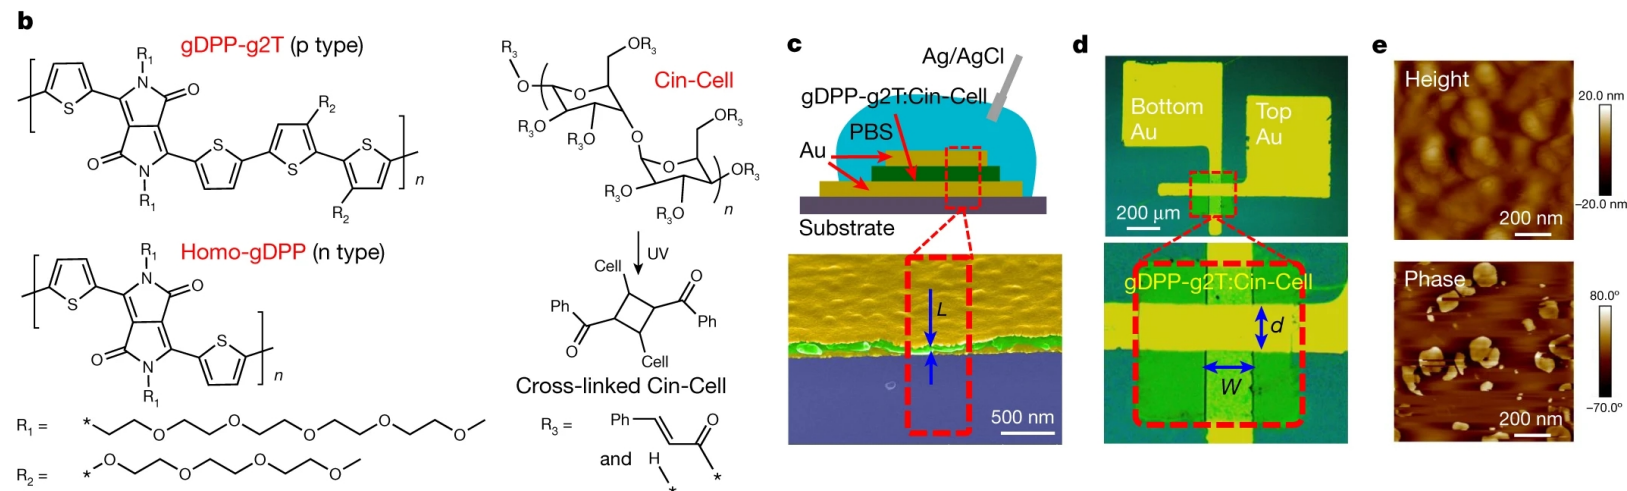 b
gDPP-g2T (p type)
R1
N
O
S
R2
S
S
S
O
N
R1
R2
n
Homo-gDPP (n type)
R1
N
O
S
S
O
N
R1
n
R1 =
*
O
O
O
O
O
R2 =
*
O
O
O
O
Cin-Cell
R3
O
OR3
O
R3O
R3O
O
OR3
O
R3O
R3O
OR3
n
UV
Cell
O
Ph
Ph
O
Cell
Cross-linked Cin-Cell
R3 =
Ph
O
*
and
H
*
c
Ag/AgCl
gDPP-g2T:Cin-Cell
PBS
Au
Substrate
L
500 nm
d
Bottom
Au
Top
Au
200 µm
gDPP-g2T:Cin-Cell
d
W
e
Height
20.0 nm
–20.0 nm
200 nm
Phase
80.0º
–70.0º
200 nm